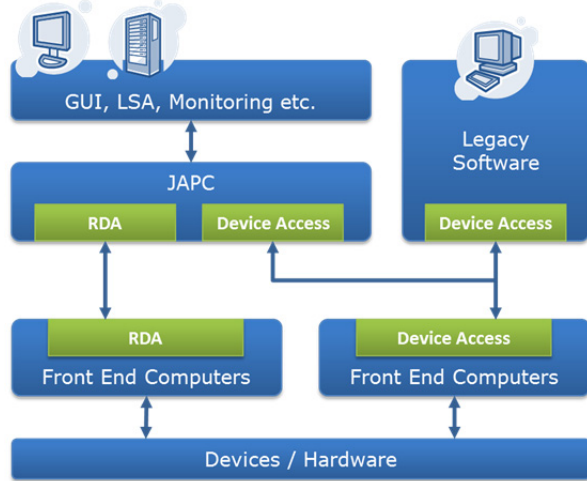 GUI, LSA, Monitoring etc.
Legacy
Software
JAPC
RDA
Device Access
Device Access
RDA
Device Access
Front End Computers
Front End Computers
Devices / Hardware